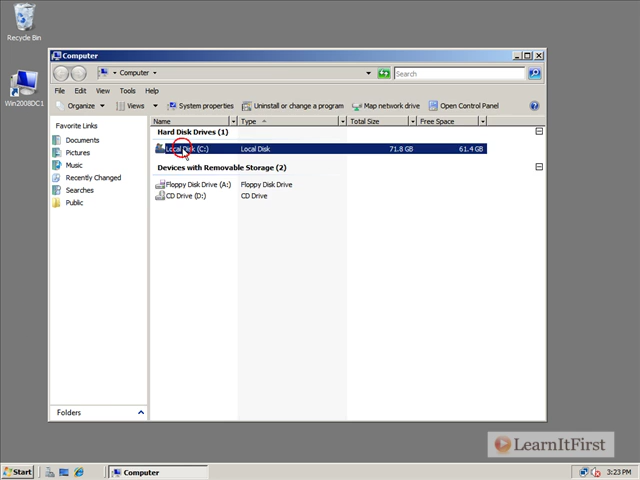 Recycle Bin
Win2008DC1
Computer
Computer
Search
File Edit View Tools Help
Organize Views System properties Uninstall or change a program Map network drive Open Control Panel
Favorite Links
Documents
Pictures
Music
Recently Changed
Searches
Public
Folders
Name Type Total Size Free Space
Hard Disk Drives (1)
Local Disk (C:) Local Disk 71.8 GB 61.4 GB
Devices with Removable Storage (2)
Floppy Disk Drive (A:) Floppy Disk Drive
CD Drive (D:) CD Drive
LearnItFirst
Start Computer 3:23 PM